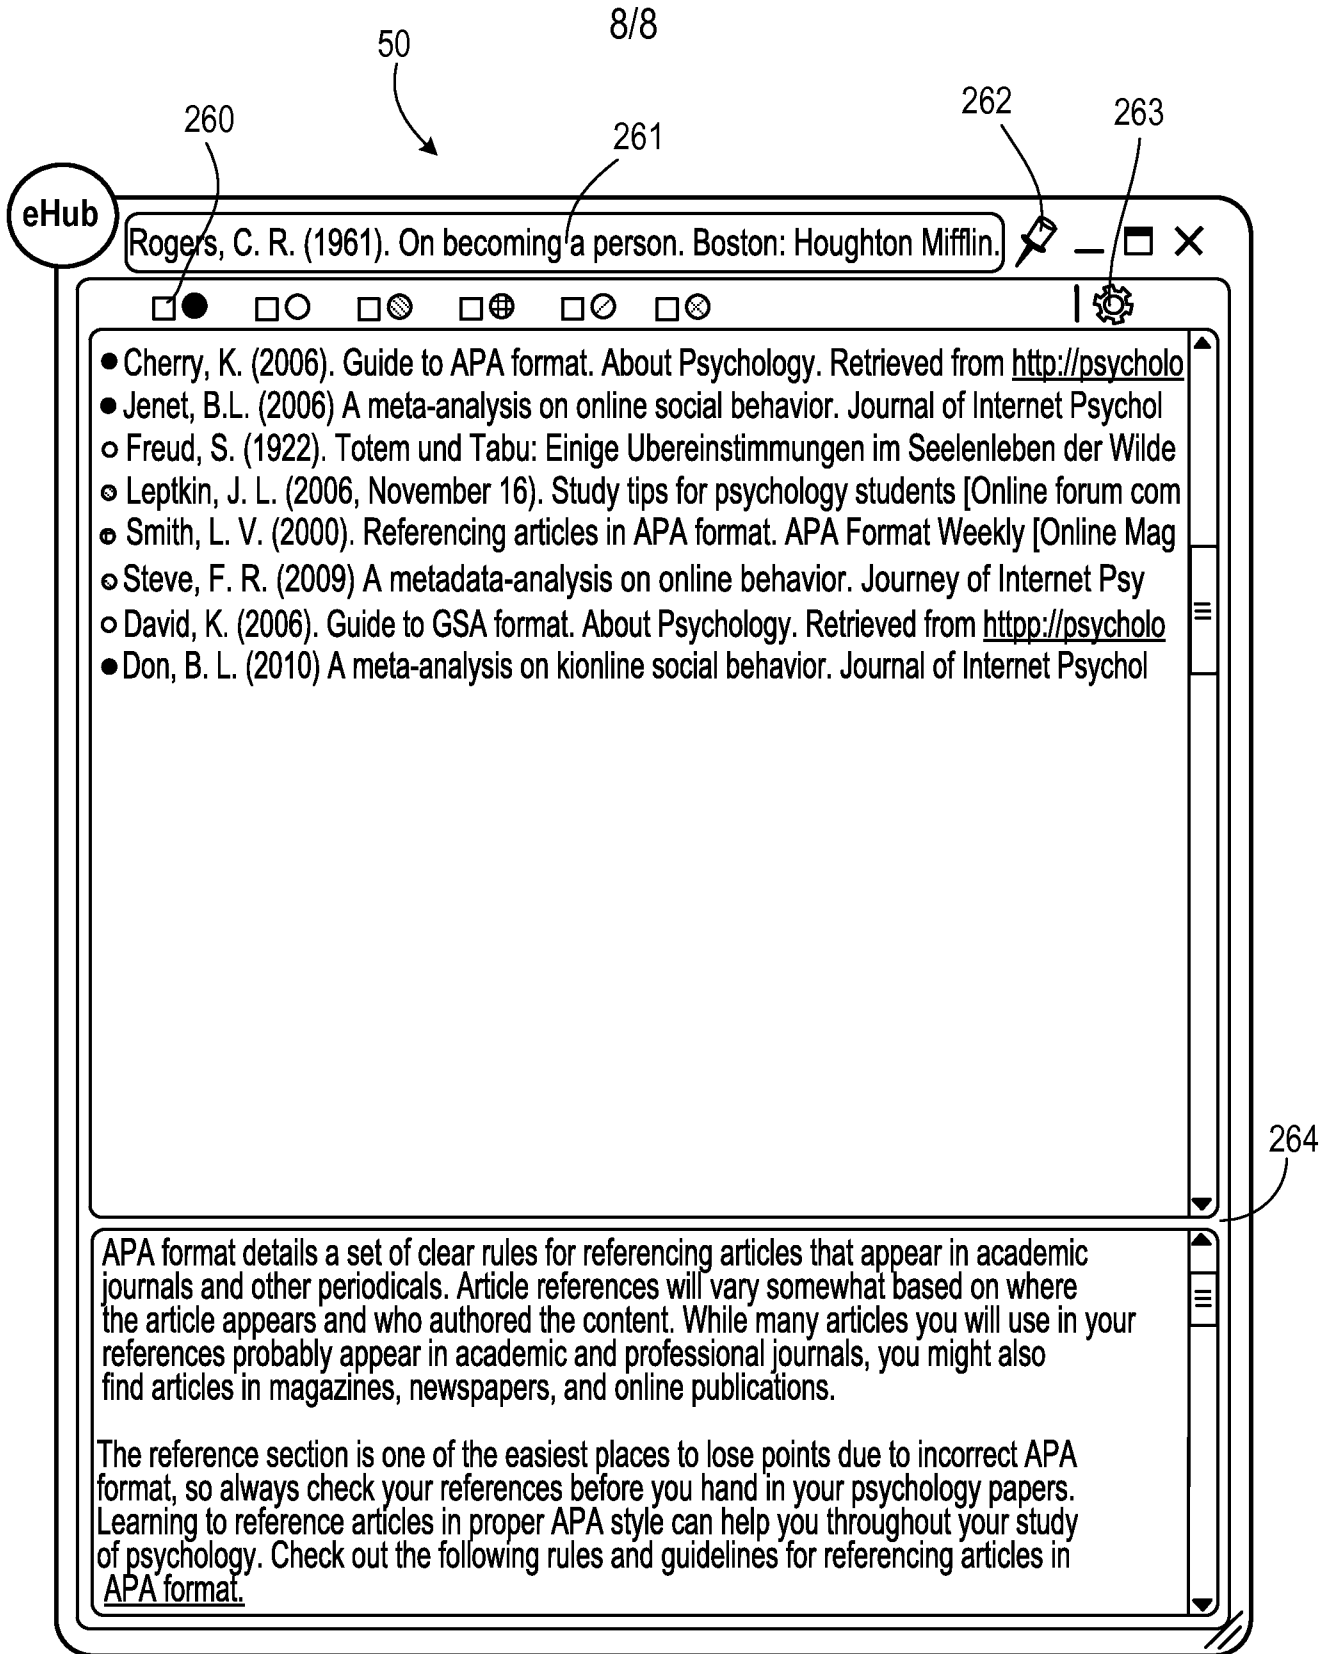 8/8
50
260
261
262
263
eHub
Rogers, C. R. (1961). On becoming a person. Boston: Houghton Mifflin.
Cherry, K. (2006). Guide to APA format. About Psychology. Retrieved from http://psycholo
Jenet, B.L. (2006) A meta-analysis on online social behavior. Journal of Internet Psychol
Freud, S. (1922). Totem und Tabu: Einige Ubereinstimmungen im Seelenleben der Wilde
Leptkin, J. L. (2006, November 16). Study tips for psychology students [Online forum com
Smith, L. V. (2000). Referencing articles in APA format. APA Format Weekly [Online Mag
Steve, F. R. (2009) A metadata-analysis on online behavior. Journey of Internet Psy
David, K. (2006). Guide to GSA format. About Psychology. Retrieved from httpp://psycholo
Don, B. L. (2010) A meta-analysis on kionline social behavior. Journal of Internet Psychol
264
APA format details a set of clear rules for referencing articles that appear in academic
journals and other periodicals. Article references will vary somewhat based on where
the article appears and who authored the content. While many articles you will use in your
references probably appear in academic and professional journals, you might also
find articles in magazines, newspapers, and online publications.
The reference section is one of the easiest places to lose points due to incorrect APA
format, so always check your references before you hand in your psychology papers.
Learning to reference articles in proper APA style can help you throughout your study
of psychology. Check out the following rules and guidelines for referencing articles in
APA format.